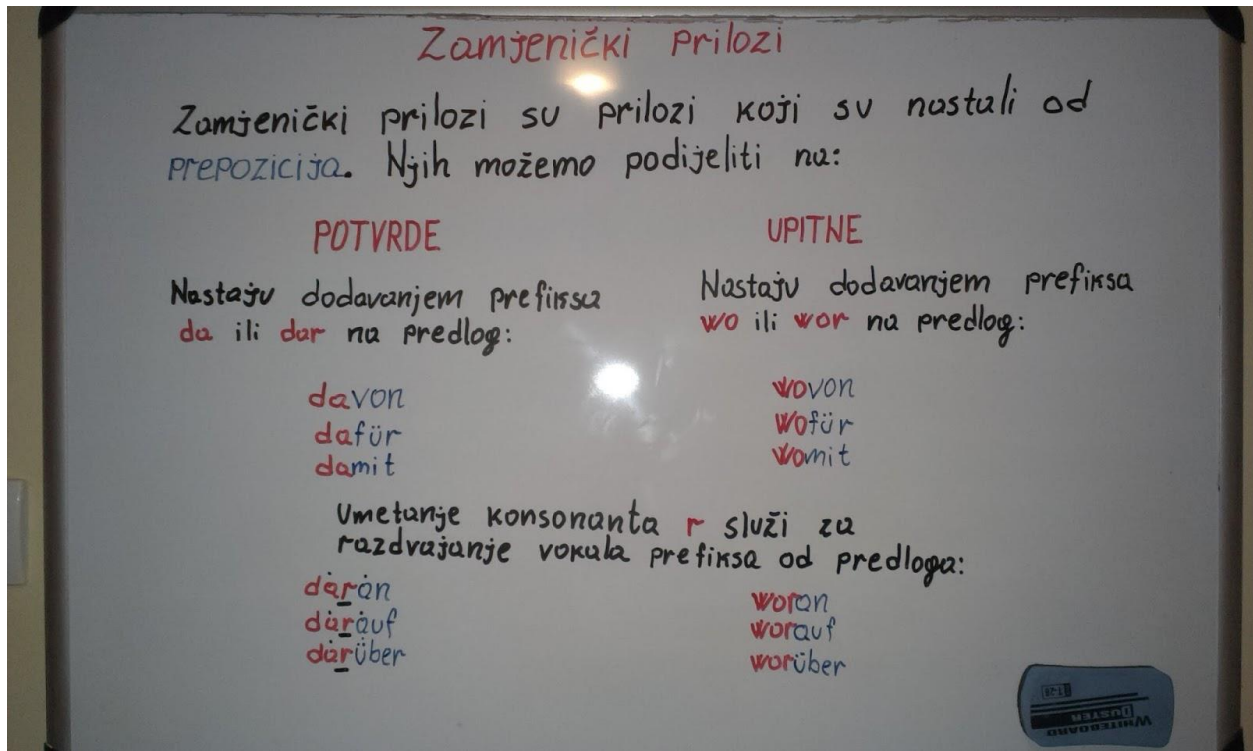 Zamjenički prilozi
Zamjenički prilozi su prilozi koji su nastali od
prepozicija. Njih možemo podijeliti na:
POTVRDE
Nastaju dodavanjem prefiksa
da ili dar na predlog:
davon
dafür
damit
UPITNE
Nastaju dodavanjem prefiksa
wo ili wor na predlog:
wovon
wofür
womit
Umetanje konsonanta r služi za
razdvajanje vokala prefiksa od predloga:
daran
darauf
darüber
woran
worauf
worüber
WHITEBOARD
DUSTER